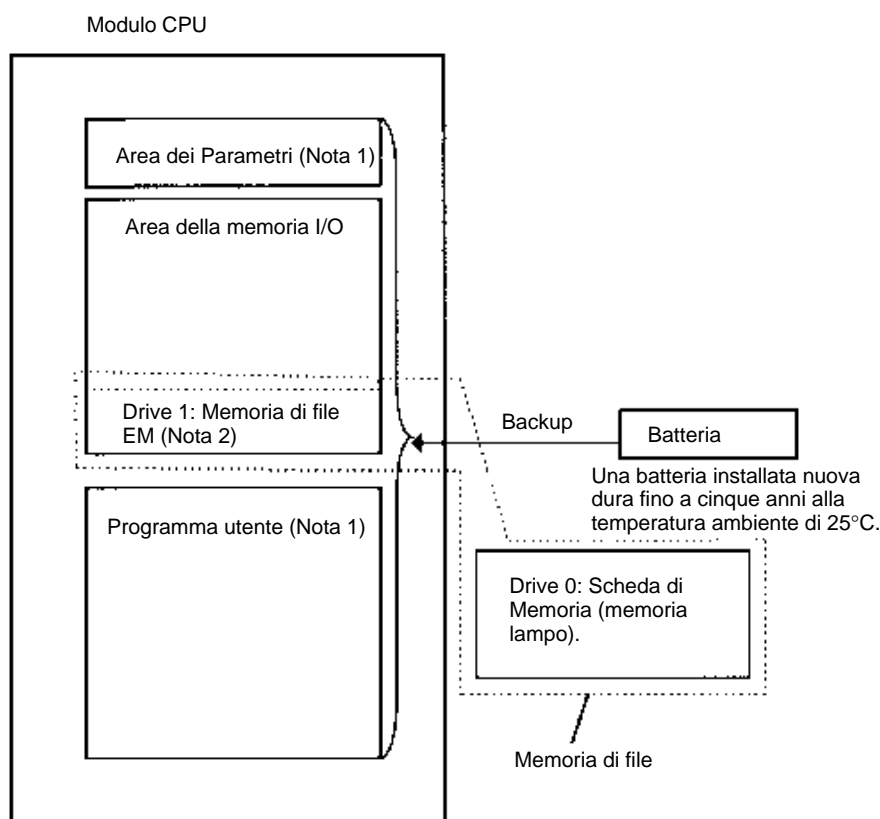 Modulo CPU
Area dei Parametri (Nota 1)
Area della memoria I/O
Drive 1: Memoria di file
EM (Nota 2)
Backup
Batteria
Una batteria installata nuova
dura fino a cinque anni alla
temperatura ambiente di 25°C.
Programma utente (Nota 1)
Drive 0: Scheda di
Memoria (memoria
lampo).
Memoria di file